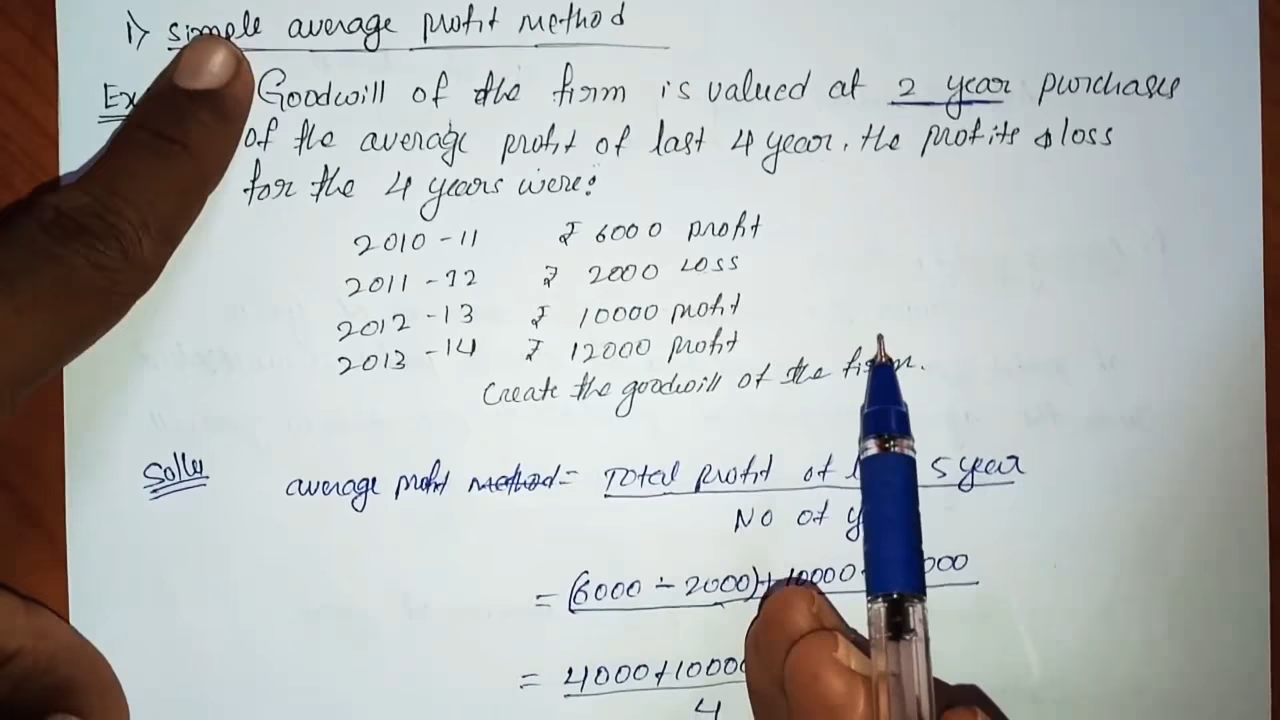 1) simple average profit method
Goodwill of the firm is valued at 2 year purchases
of the average profit of last 4 year. the profits & loss
for the 4 years were:
2010 -11 ₹ 6000 profit
2011 -12 ₹ 2000 Loss
2012 -13 ₹ 10000 profit
2013 -14 ₹ 12000 profit
Create the goodwill of the firm.
average profit method = Total profit of 5 year
No of
= (6000 - 2000) + 10000
= 4000 + 10000
4